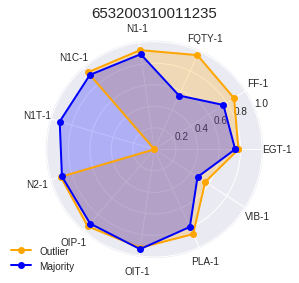 653200310011235
N1-1
FQTY-1
N1C-1
FF-1
1.0
0.8
0.6
0.4
0.2
N1T-1
EGT-1
N2-1
VIB-1
OIP-1
PLA-1
OIT-1
Outlier
Majority